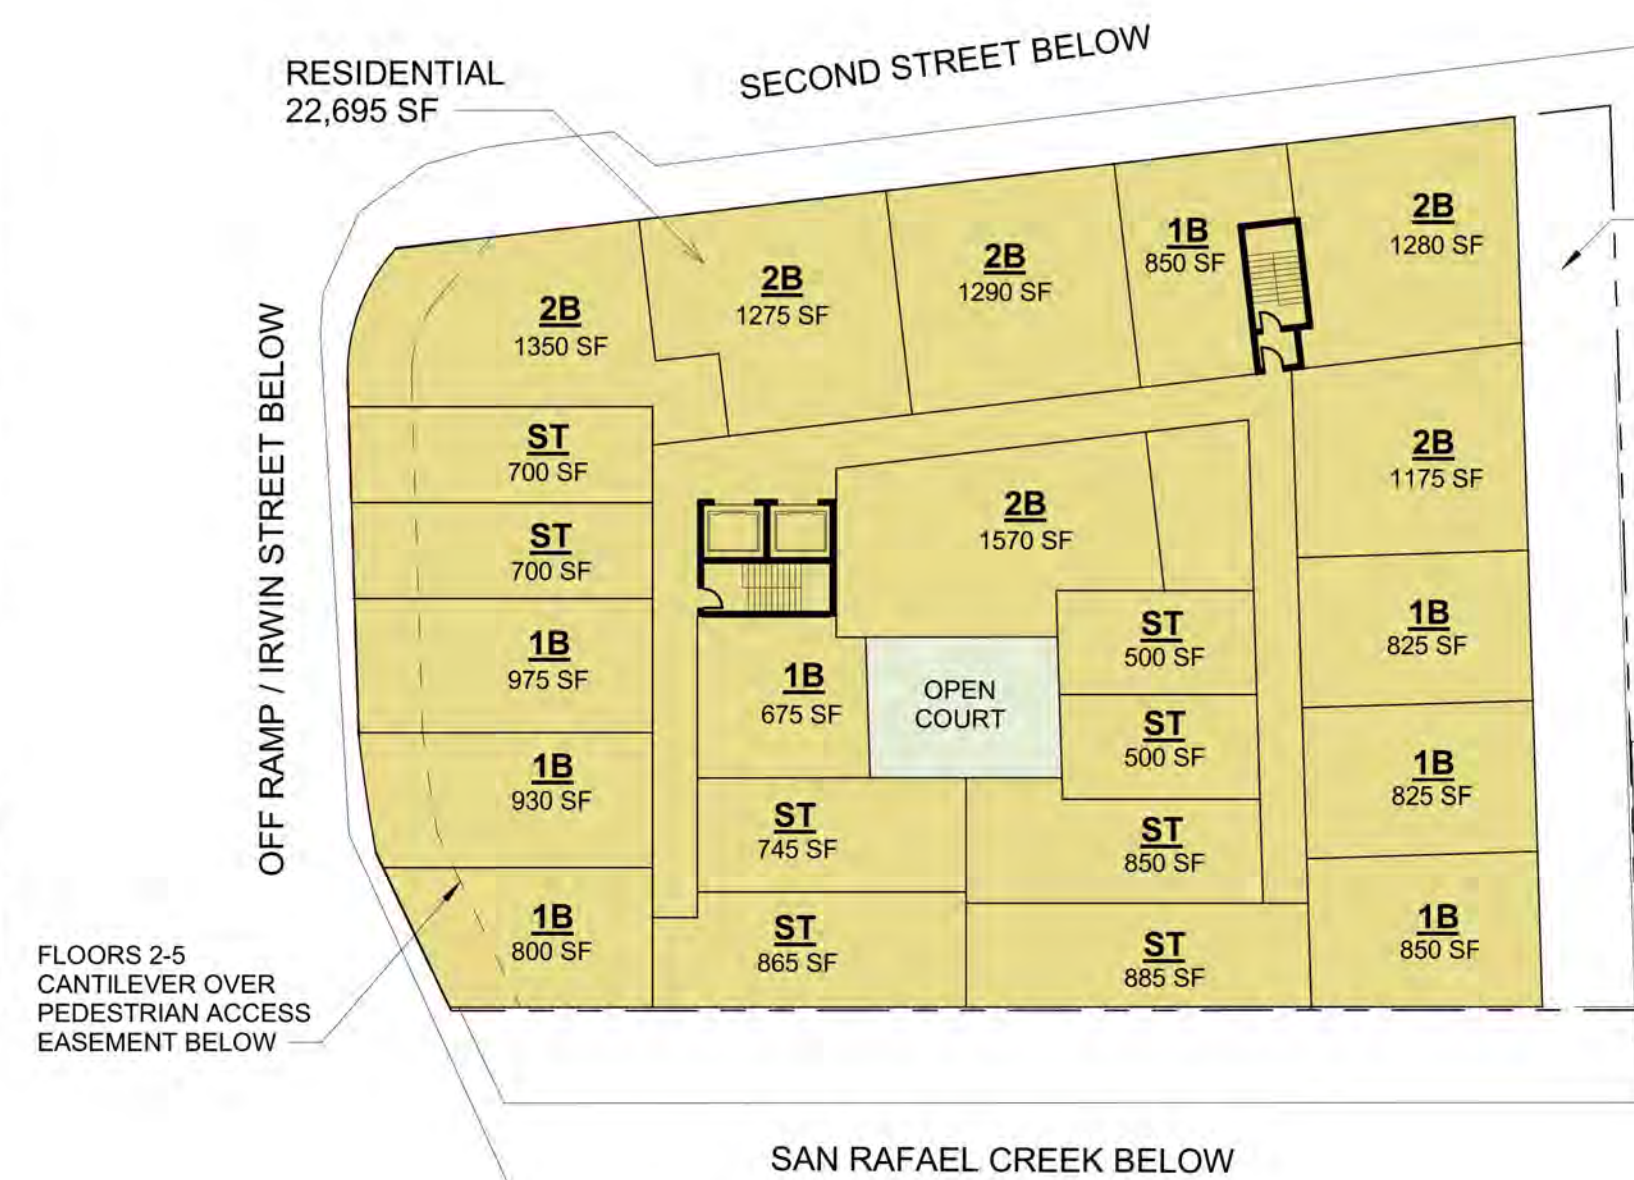 SECOND STREET BELOW
RESIDENTIAL
22,695 SF
2B
1350 SF
2B
1275 SF
2B
1290 SF
1B
850 SF
2B
1280 SF
OFF RAMP / IRWIN STREET BELOW
ST
700 SF
ST
700 SF
1B
975 SF
1B
930 SF
1B
800 SF
2B
1570 SF
1B
675 SF
OPEN
COURT
ST
500 SF
ST
500 SF
ST
745 SF
ST
850 SF
ST
865 SF
ST
885 SF
2B
1175 SF
1B
825 SF
1B
825 SF
1B
850 SF
FLOORS 2-5
CANTILEVER OVER
PEDESTRIAN ACCESS
EASEMENT BELOW
SAN RAFAEL CREEK BELOW